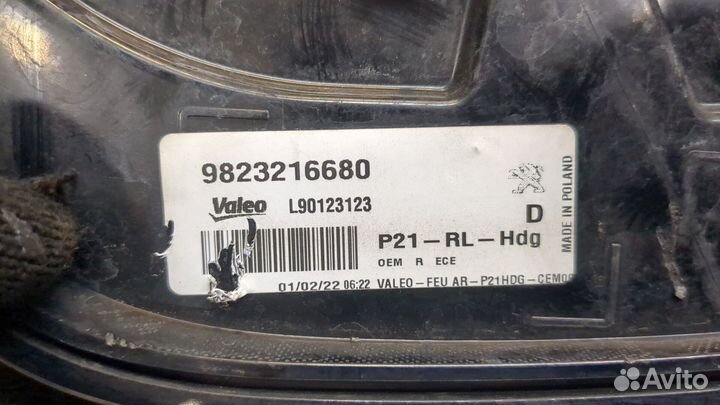 9823216680
Valeo L90123123
D
P21-RL-Hdg
OEM R ECE
01/02/22 06:22 VALEO-FEU AR-P21HDG-CEM09
MADE IN POLAND
Avito